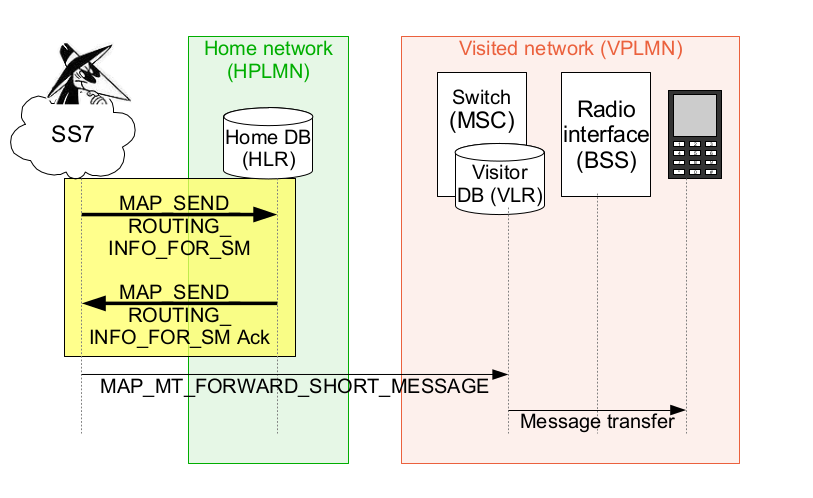 Home network
(HPLMN)
Visited network (VPLMN)
SS7
Home DB
(HLR)
Switch
(MSC)
Visitor
DB (VLR)
Radio
interface
(BSS)
MAP_SEND_
ROUTING_
INFO_FOR_SM
MAP_SEND_
ROUTING_
INFO_FOR_SM Ack
MAP_MT_FORWARD_SHORT_MESSAGE
Message transfer